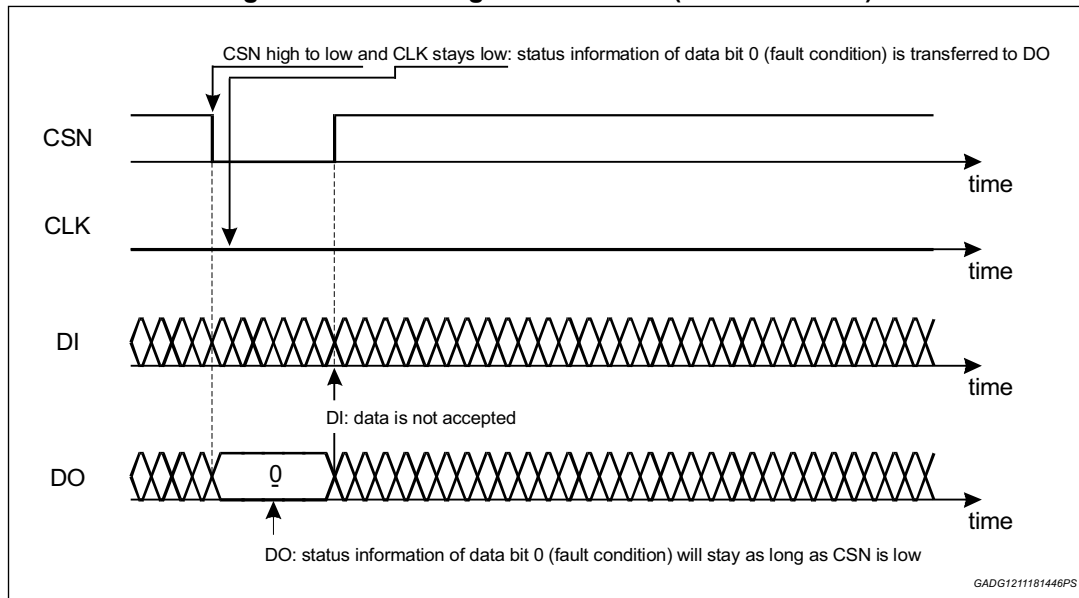 CSN high to low and CLK stays low: status information of data bit 0 (fault condition) is transferred to DO
CSN
time
CLK
time
DI
time
DI: data is not accepted
DO
0
time
DO: status information of data bit 0 (fault condition) will stay as long as CSN is low
GADG1211181446PS